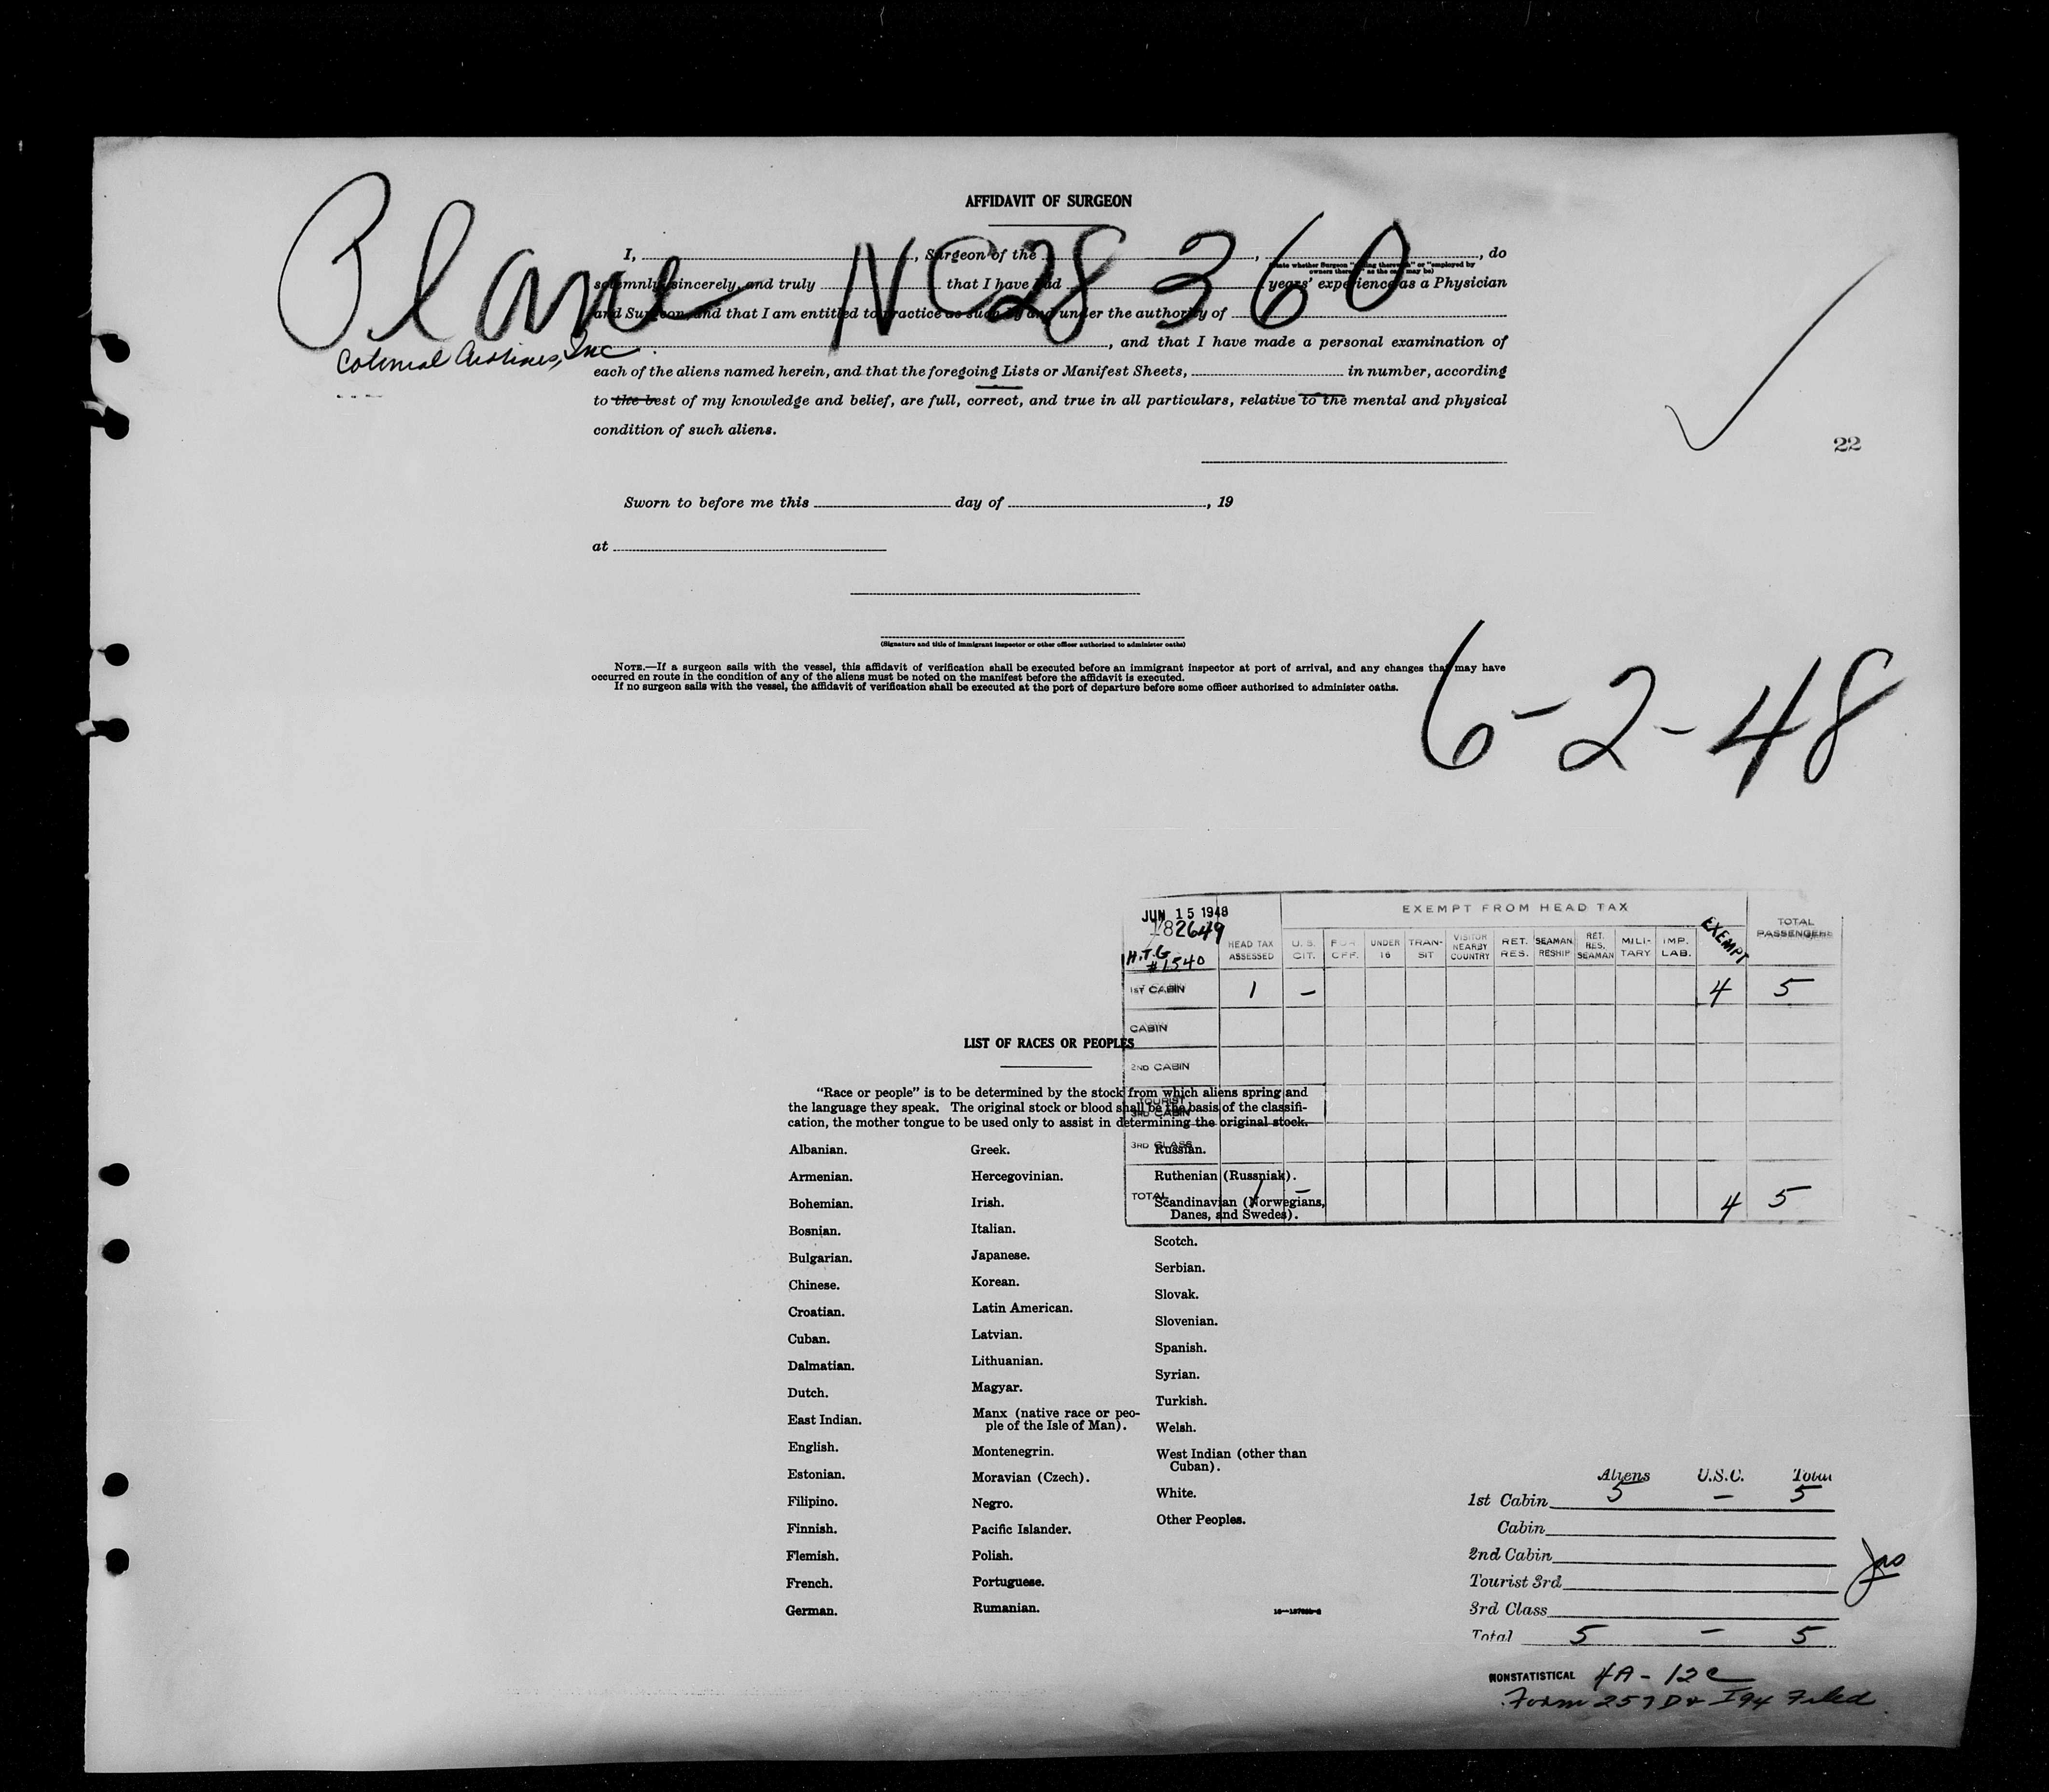 AFFIDAVIT OF SURGEON
Plane NC 28360
Colonial Airlines, Inc.
I, , Surgeon of the , , do
(State whether Surgeon "sailing therewith" or "employed by
owners thereof," as the case may be)
solemnly, sincerely, and truly that I have had years' experience as a Physician
and Surgeon, and that I am entitled to practice as such by and under the authority of
, and that I have made a personal examination of
each of the aliens named herein, and that the foregoing Lists or Manifest Sheets, in number, according
to the best of my knowledge and belief, are full, correct, and true in all particulars, relative to the mental and physical
condition of such aliens.
22
Sworn to before me this day of , 19
at
(Signature and title of immigrant inspector or other officer authorized to administer oaths)
NOTE.—If a surgeon sails with the vessel, this affidavit of verification shall be executed before an immigrant inspector at port of arrival, and any changes that may have
occurred en route in the condition of any of the aliens must be noted on the manifest before the affidavit is executed.
If no surgeon sails with the vessel, the affidavit of verification shall be executed at the port of departure before some officer authorized to administer oaths.
6-2-48
JUN 15 1948
182649
H.T.G.
#1540
EXEMPT FROM HEAD TAX
HEAD TAX ASSESSED
U.S. CIT.
FOR OFF.
UNDER 16
TRAN-SIT
VISITOR NEARBY COUNTRY
RET. RES.
SEAMAN RESHIP
RET. RES. SEAMAN
MILI-TARY
IMP. LAB.
EXEMPT
TOTAL PASSENGERS
1ST CABIN 1 – 4 5
CABIN
2ND CABIN
TOURIST
3RD CABIN
3RD CLASS
TOTAL 1 – 4 5
LIST OF RACES OR PEOPLES
"Race or people" is to be determined by the stock from which aliens spring and
the language they speak. The original stock or blood shall be the basis of the classifi-
cation, the mother tongue to be used only to assist in determining the original stock.
Albanian.
Armenian.
Bohemian.
Bosnian.
Bulgarian.
Chinese.
Croatian.
Cuban.
Dalmatian.
Dutch.
East Indian.
English.
Estonian.
Filipino.
Finnish.
Flemish.
French.
German.
Greek.
Hercegovinian.
Irish.
Italian.
Japanese.
Korean.
Latin American.
Latvian.
Lithuanian.
Magyar.
Manx (native race or peo-
ple of the Isle of Man).
Montenegrin.
Moravian (Czech).
Negro.
Pacific Islander.
Polish.
Portuguese.
Rumanian.
Russian.
Ruthenian (Russniak).
Scandinavian (Norwegians,
Danes, and Swedes).
Scotch.
Serbian.
Slovak.
Slovenian.
Spanish.
Syrian.
Turkish.
Welsh.
West Indian (other than
Cuban).
White.
Other Peoples.
Aliens U.S.C. Total
1st Cabin 5 – 5
Cabin
2nd Cabin
Tourist 3rd
3rd Class
Total 5 – 5
NONSTATISTICAL 4A - 12C
Form 257 D & I94 Filed